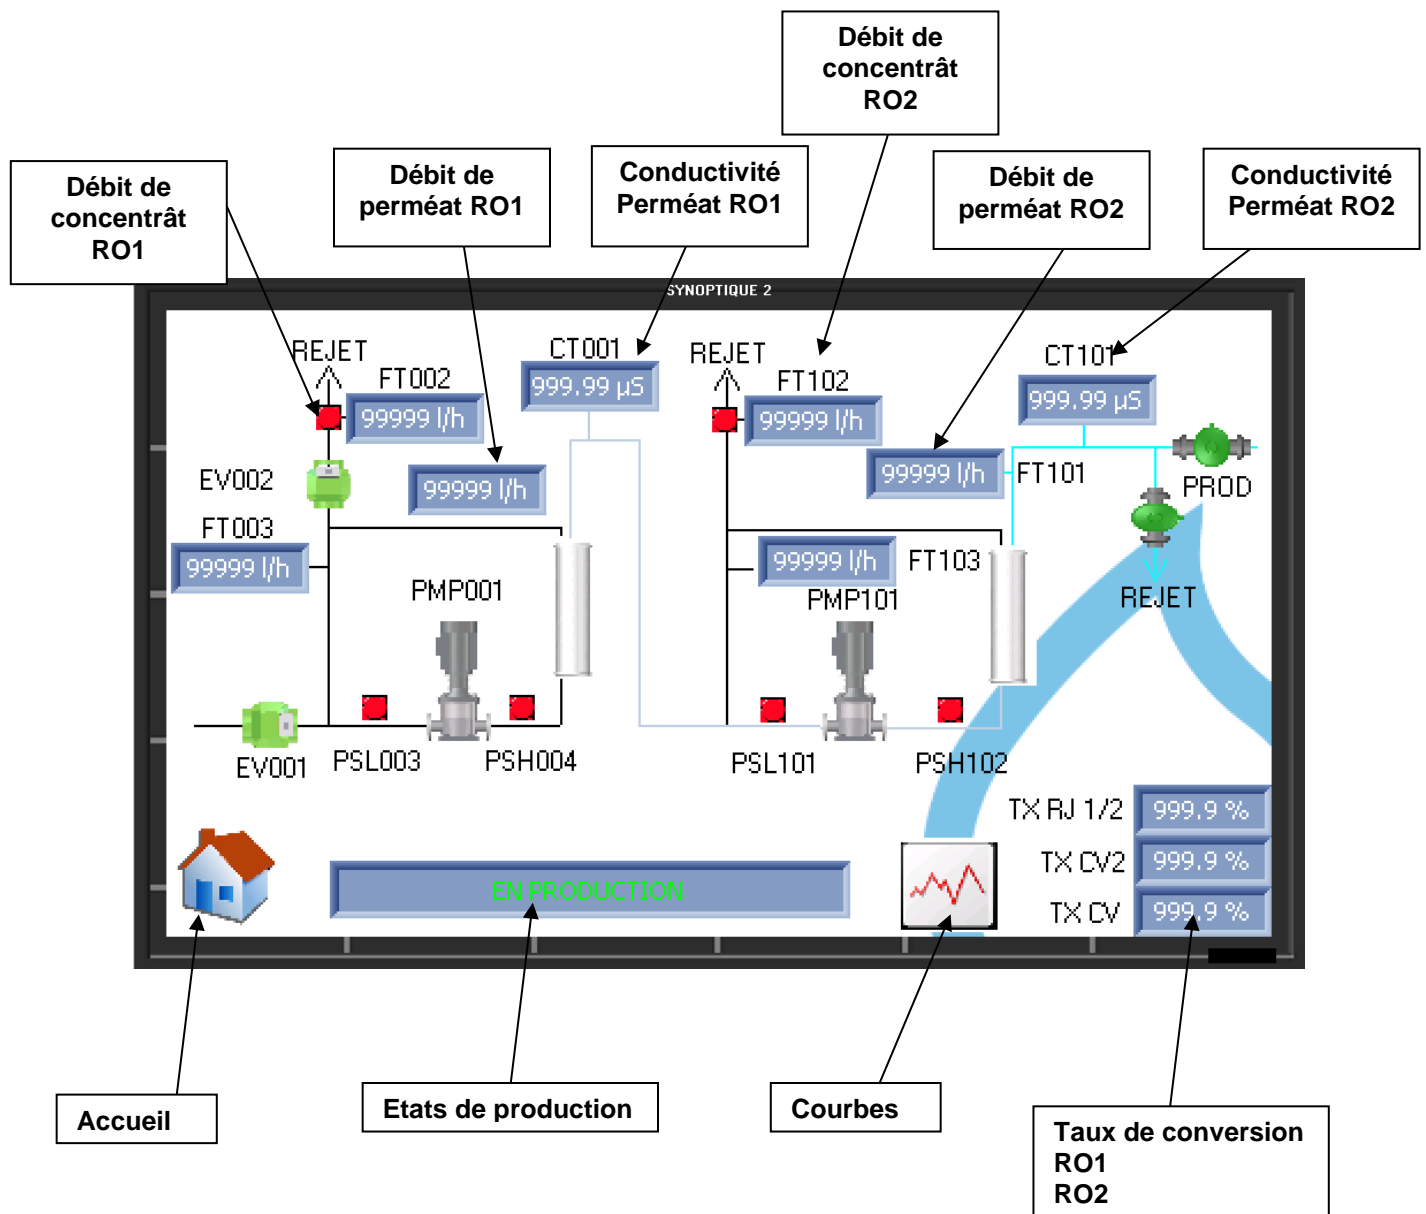 Débit de
concentrât
RO2
Débit de
concentrât
RO1
Débit de
perméat RO1
Conductivité
Perméat RO1
Débit de
perméat RO2
Conductivité
Perméat RO2
SYNOPTIQUE 2
REJET
CT001
REJET
CT101
FT002
999.99 µS
FT102
999.99 µS
99999 l/h
99999 l/h
EV002
99999 l/h
99999 l/h
FT101
PROD
FT003
99999 l/h
99999 l/h
FT103
PMP001
PMP101
REJET
EV001
PSL003
PSH004
PSL101
PSH102
TX RJ 1/2
999.9 %
TX CV2
999.9 %
EN PRODUCTION
TX CV
999.9 %
Accueil
Etats de production
Courbes
Taux de conversion
RO1
RO2